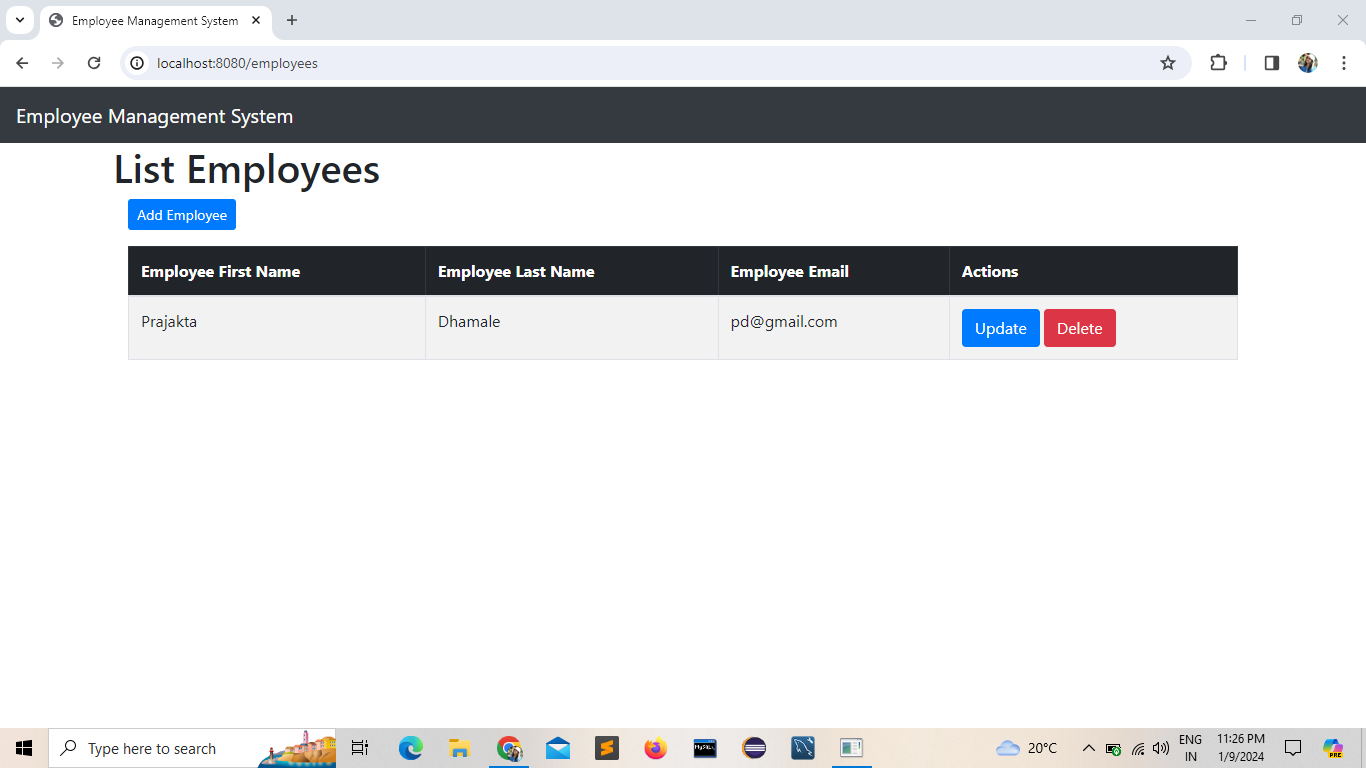 Employee Management System
localhost:8080/employees
Employee Management System
List Employees
Add Employee
Employee First Name Employee Last Name Employee Email Actions
Prajakta Dhamale pd@gmail.com Update Delete
Type here to search
20°C
ENG
IN
11:26 PM
1/9/2024
PRE